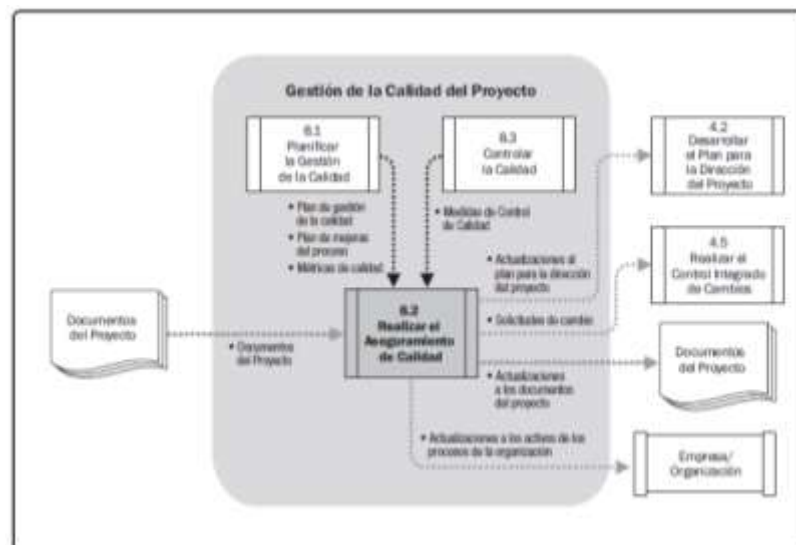 Gestión de la Calidad del Proyecto
8.1
Planificar
la Gestión
de la Calidad
8.3
Controlar
la Calidad
4.2
Desarrollar
el Plan para
la Dirección
del Proyecto
• Plan de gestión
de la calidad
• Plan de mejoras
del proceso
• Métricas de calidad
• Medidas de Control
de Calidad
• Actualizaciones al
plan para la dirección
del proyecto
4.5
Realizar el
Control Integrado
de Cambios
Documentos
del Proyecto
• Documentos
del Proyecto
8.2
Realizar el
Aseguramiento
de Calidad
• Solicitudes de cambio
Documentos
del Proyecto
• Actualizaciones
a los documentos
del proyecto
• Actualizaciones a los activos de los
procesos de la organización
Empresa/
Organización